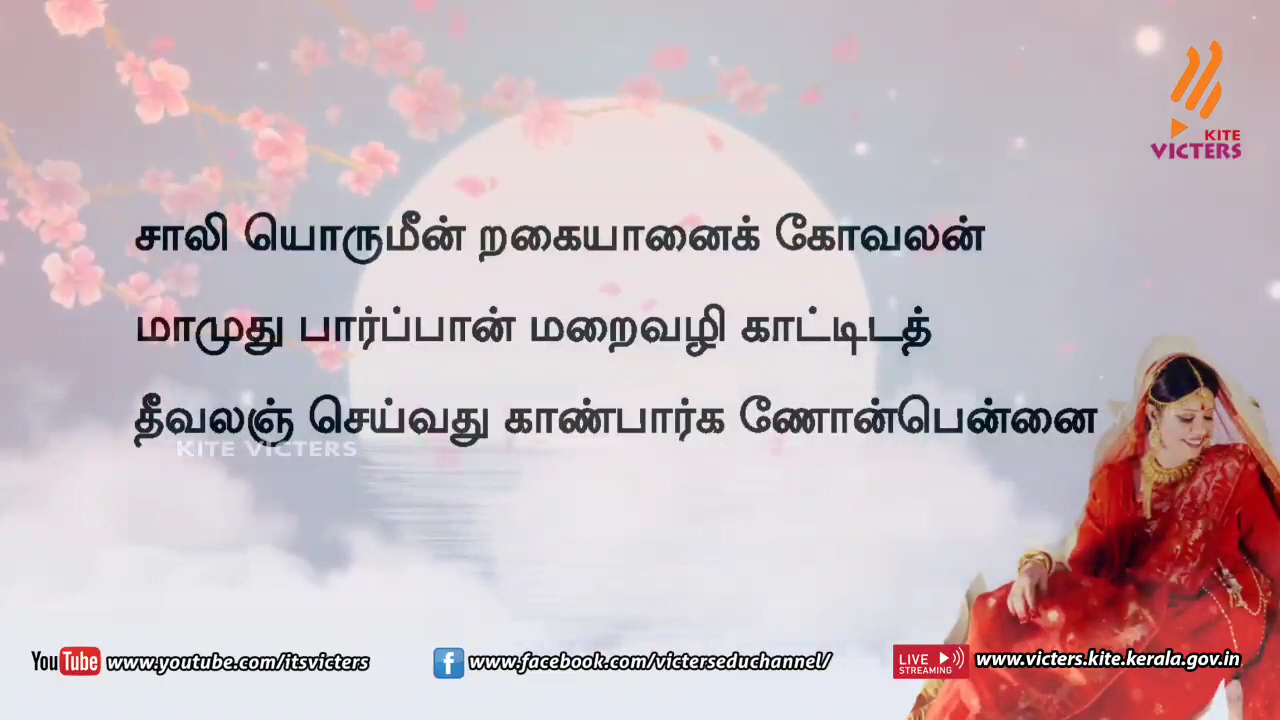 KITE
VICTERS
சாலி யொருமீன் றகையானைக் கோவலன்
மாமுது பார்ப்பான் மறைவழி காட்டிடத்
தீவலஞ் செய்வது காண்பார்க ணோன்பென்னை
KITE VICTERS
YouTube www.youtube.com/itsvicters
f www.facebook.com/victerseduchannel/
LIVE STREAMING www.victers.kite.kerala.gov.in